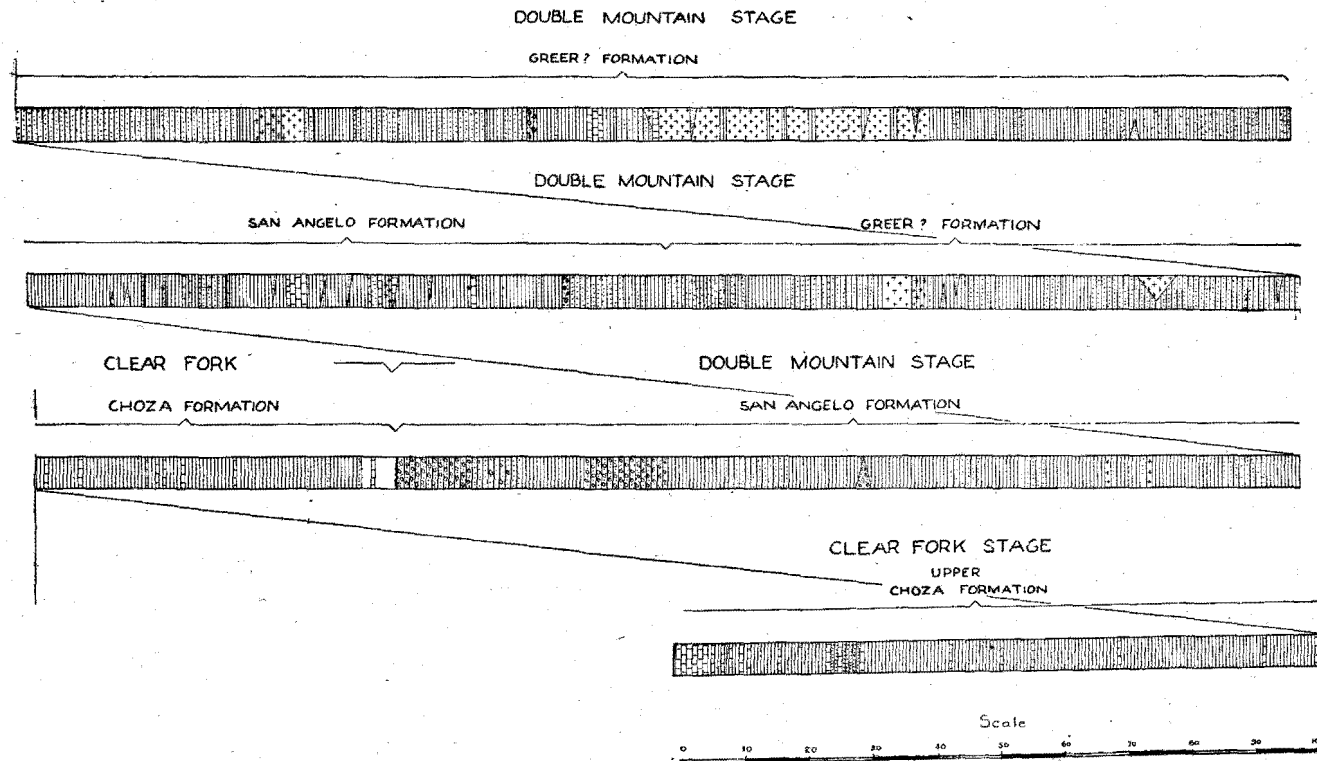 DOUBLE MOUNTAIN STAGE
GREER? FORMATION
DOUBLE MOUNTAIN STAGE
SAN ANGELO FORMATION GREER ? FORMATION
CLEAR FORK DOUBLE MOUNTAIN STAGE
CHOZA FORMATION SAN ANGELO FORMATION
CLEAR FORK STAGE
UPPER
CHOZA FORMATION
Scale
0 10 20 30 40 50 60 70 80 90